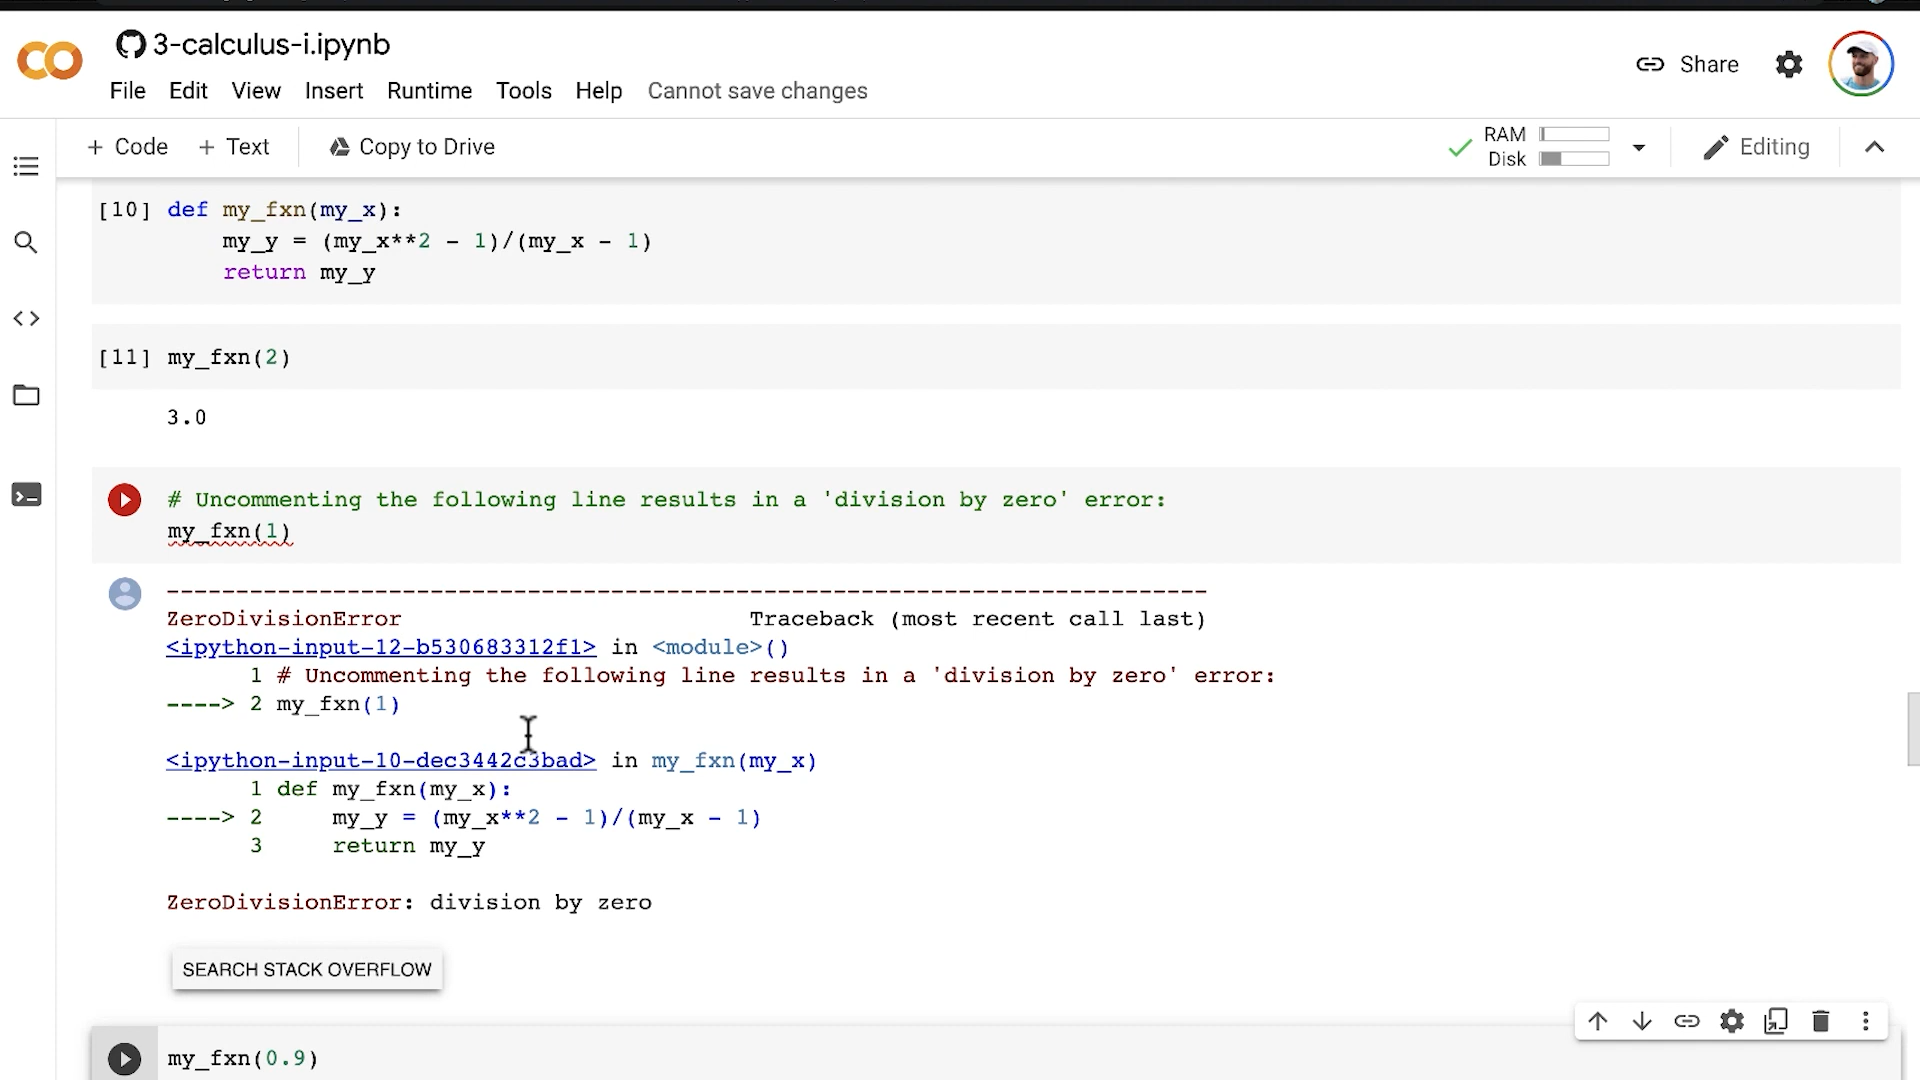 3-calculus-i.ipynb
File Edit View Insert Runtime Tools Help Cannot save changes
Share
+ Code + Text Copy to Drive
RAM
Disk
Editing
[10] def my_fxn(my_x):
my_y = (my_x**2 - 1)/(my_x - 1)
return my_y
[11] my_fxn(2)
3.0
# Uncommenting the following line results in a 'division by zero' error:
my_fxn(1)
---------------------------------------------------------------------------
ZeroDivisionError Traceback (most recent call last)
<ipython-input-12-b530683312f1> in <module>()
1 # Uncommenting the following line results in a 'division by zero' error:
----> 2 my_fxn(1)
<ipython-input-10-dec3442c3bad> in my_fxn(my_x)
1 def my_fxn(my_x):
----> 2 my_y = (my_x**2 - 1)/(my_x - 1)
3 return my_y
ZeroDivisionError: division by zero
SEARCH STACK OVERFLOW
my_fxn(0.9)